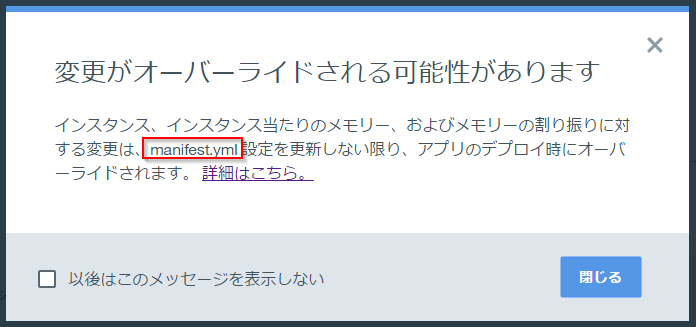 変更がオーバーライドされる可能性があります
インスタンス、インスタンス当たりのメモリー、およびメモリーの割り振りに対
する変更は、manifest.yml 設定を更新しない限り、アプリのデプロイ時にオーバ
ーライドされます。 詳細はこちら。
以後はこのメッセージを表示しない
閉じる